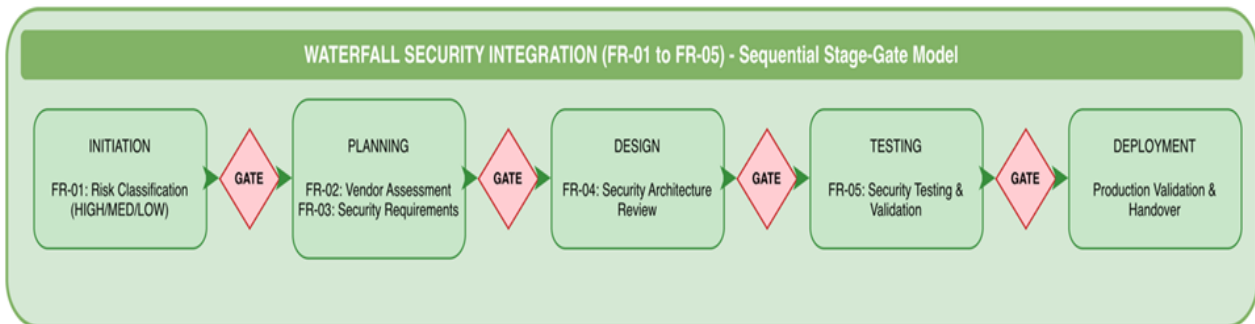 WATERFALL SECURITY INTEGRATION (FR-01 to FR-05) - Sequential Stage-Gate Model
INITIATION
FR-01: Risk Classification
(HIGH/MED/LOW)
GATE
PLANNING
FR-02: Vendor Assessment
FR-03: Security Requirements
GATE
DESIGN
FR-04: Security Architecture
Review
GATE
TESTING
FR-05: Security Testing &
Validation
GATE
DEPLOYMENT
Production Validation &
Handover